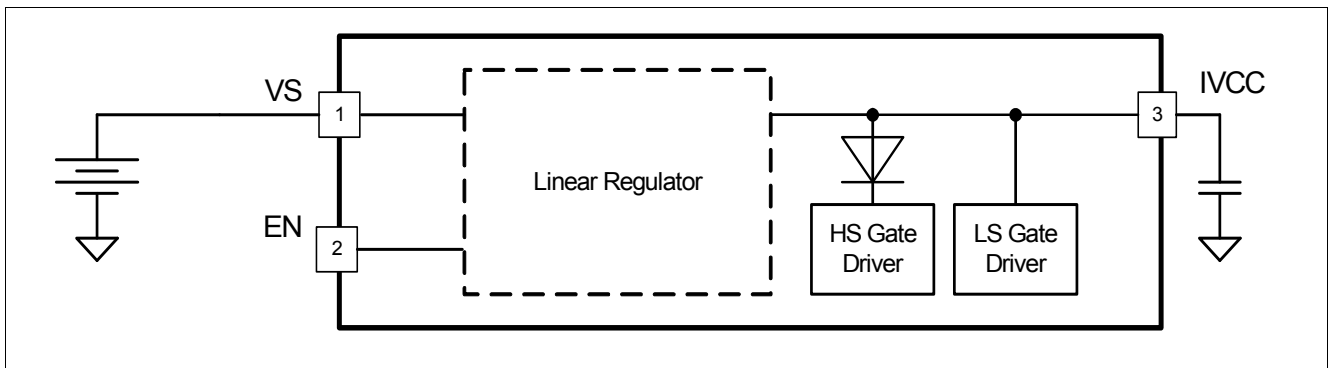 VS
1
EN
2
Linear Regulator
HS Gate
Driver
LS Gate
Driver
IVCC
3